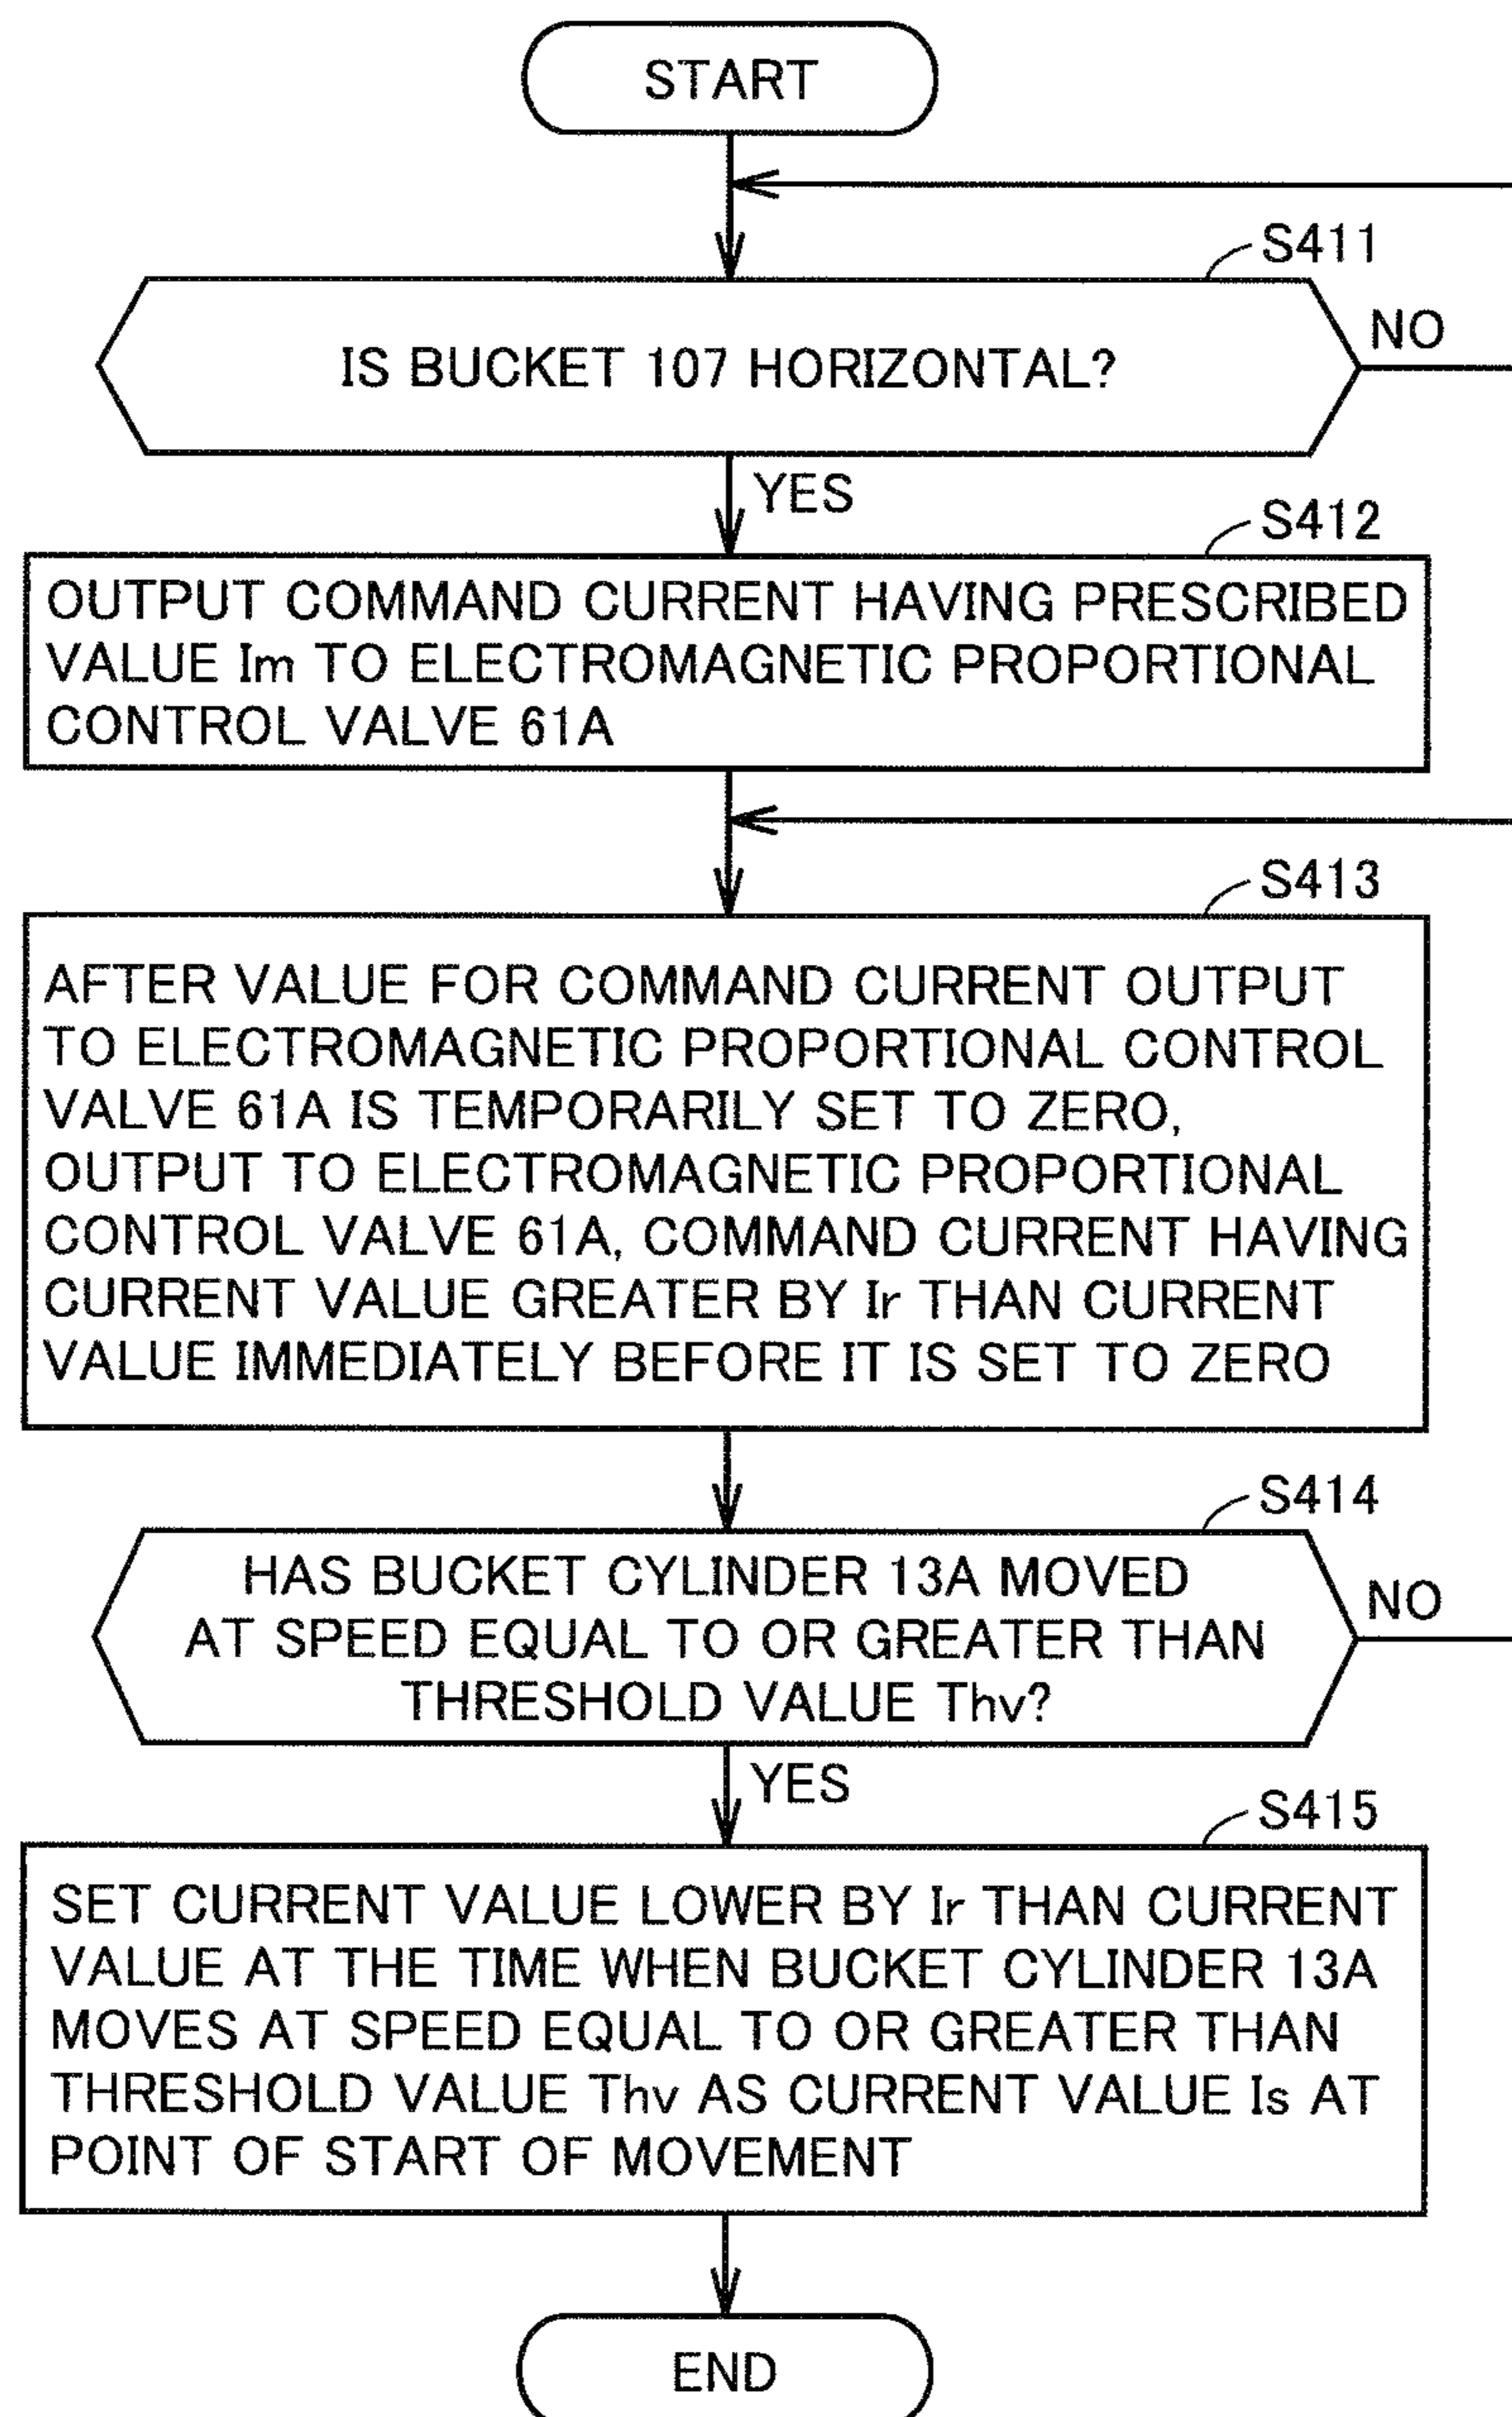 START
S411
IS BUCKET 107 HORIZONTAL?
NO
YES
S412
OUTPUT COMMAND CURRENT HAVING PRESCRIBED
VALUE Im TO ELECTROMAGNETIC PROPORTIONAL
CONTROL VALVE 61A
S413
AFTER VALUE FOR COMMAND CURRENT OUTPUT
TO ELECTROMAGNETIC PROPORTIONAL CONTROL
VALVE 61A IS TEMPORARILY SET TO ZERO,
OUTPUT TO ELECTROMAGNETIC PROPORTIONAL
CONTROL VALVE 61A, COMMAND CURRENT HAVING
CURRENT VALUE GREATER BY Ir THAN CURRENT
VALUE IMMEDIATELY BEFORE IT IS SET TO ZERO
S414
HAS BUCKET CYLINDER 13A MOVED
AT SPEED EQUAL TO OR GREATER THAN
THRESHOLD VALUE Thv?
NO
YES
S415
SET CURRENT VALUE LOWER BY Ir THAN CURRENT
VALUE AT THE TIME WHEN BUCKET CYLINDER 13A
MOVES AT SPEED EQUAL TO OR GREATER THAN
THRESHOLD VALUE Thv AS CURRENT VALUE Is AT
POINT OF START OF MOVEMENT
END